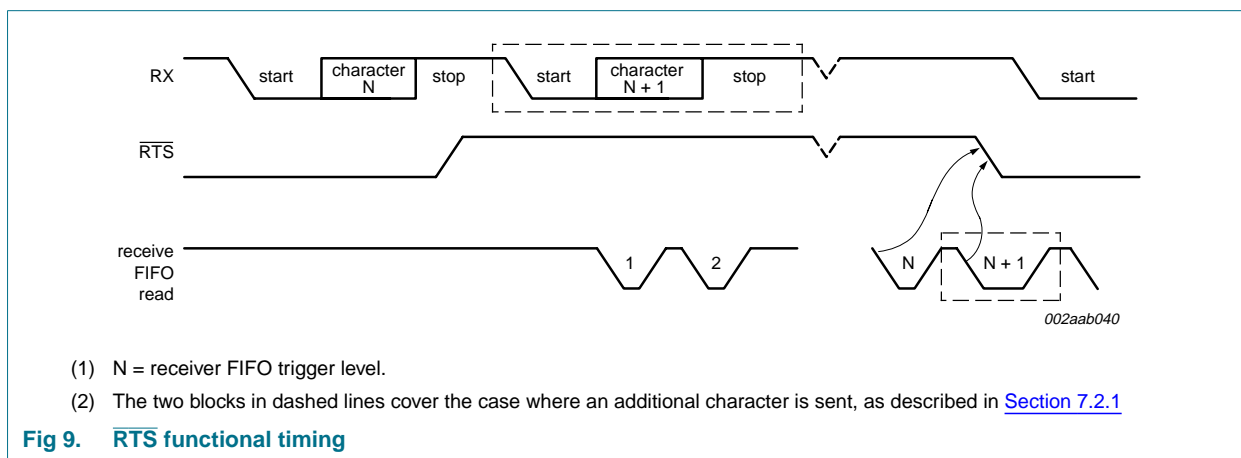 RX
start
character
N
stop
start
character
N + 1
stop
start
RTS
receive
FIFO
read
1
2
N
N + 1
002aab040
(1) N = receiver FIFO trigger level.
(2) The two blocks in dashed lines cover the case where an additional character is sent, as described in Section 7.2.1
Fig 9. RTS functional timing